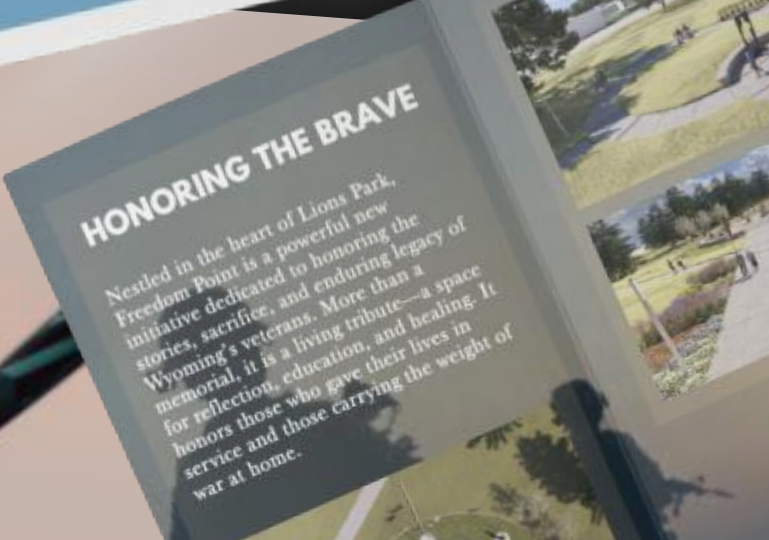 HONORING THE BRAVE
Nestled in the heart of Lions Park,
Freedom Point is a powerful new
initiative dedicated to honoring the
stories, sacrifice, and enduring legacy of
Wyoming's veterans. More than a
memorial, it is a living tribute—a space
for reflection, education, and healing. It
honors those who gave their lives in
service and those carrying the weight of
war at home.